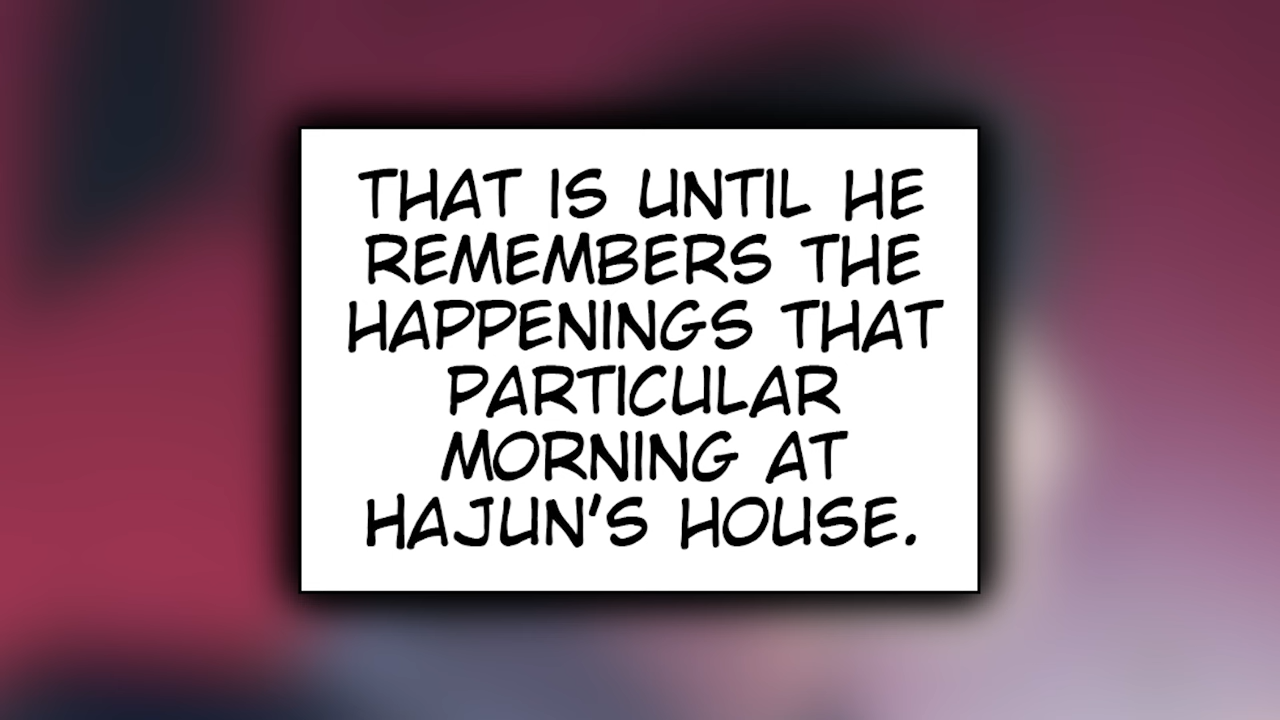 THAT IS UNTIL HE
REMEMBERS THE
HAPPENINGS THAT
PARTICULAR
MORNING AT
HAJUN'S HOUSE.